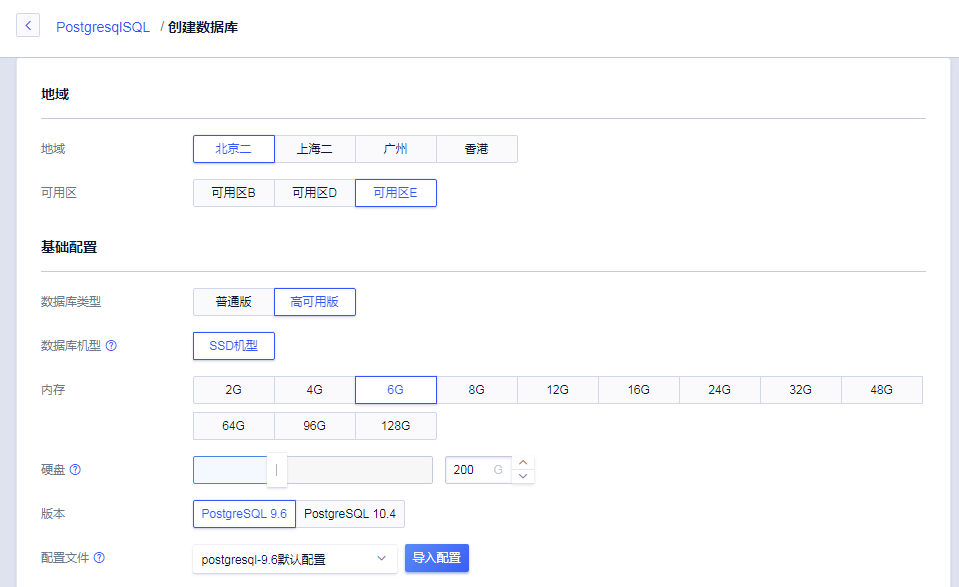 PostgresqlSQL / 创建数据库
地域
地域 北京二 上海二 广州 香港
可用区 可用区B 可用区D 可用区E
基础配置
数据库类型 普通版 高可用版
数据库机型 SSD机型
内存 2G 4G 6G 8G 12G 16G 24G 32G 48G
64G 96G 128G
硬盘 200 G
版本 PostgreSQL 9.6 PostgreSQL 10.4
配置文件 postgresql-9.6默认配置 导入配置